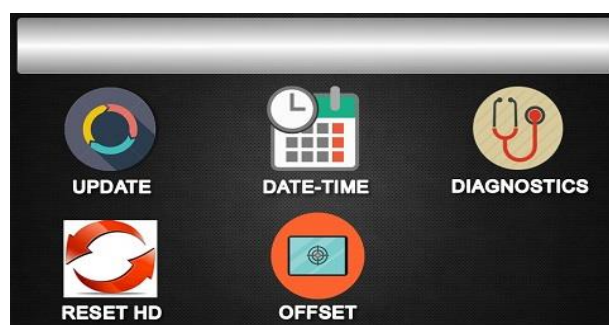 UPDATE
DATE-TIME
DIAGNOSTICS
RESET HD
OFFSET